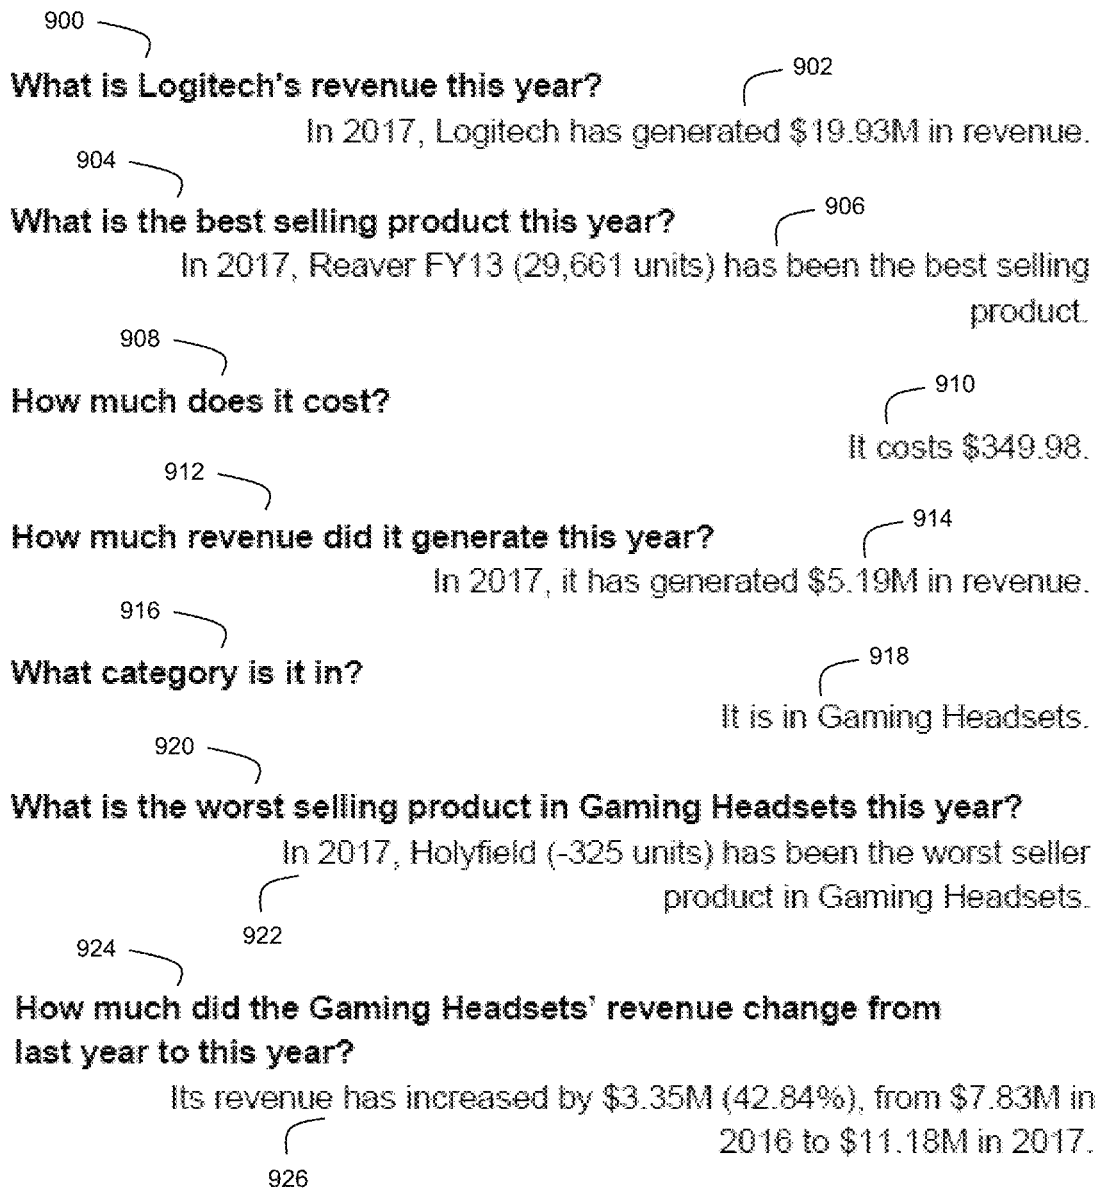 900
What is Logitech's revenue this year?
902
In 2017, Logitech has generated $19.93M in revenue.
904
What is the best selling product this year?
906
In 2017, Reaver FY13 (29,661 units) has been the best selling
product.
908
How much does it cost?
910
It costs $349.98.
912
How much revenue did it generate this year?
914
In 2017, it has generated $5.19M in revenue.
916
What category is it in?
918
It is in Gaming Headsets.
920
What is the worst selling product in Gaming Headsets this year?
In 2017, Holyfield (-325 units) has been the worst seller
product in Gaming Headsets.
922
924
How much did the Gaming Headsets' revenue change from
last year to this year?
Its revenue has increased by $3.35M (42.84%), from $7.83M in
2016 to $11.18M in 2017.
926